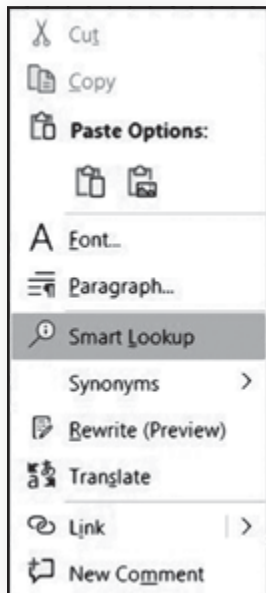 Cut
Copy
Paste Options:
Font...
Paragraph...
Smart Lookup
Synonyms
Rewrite (Preview)
Translate
Link
New Comment